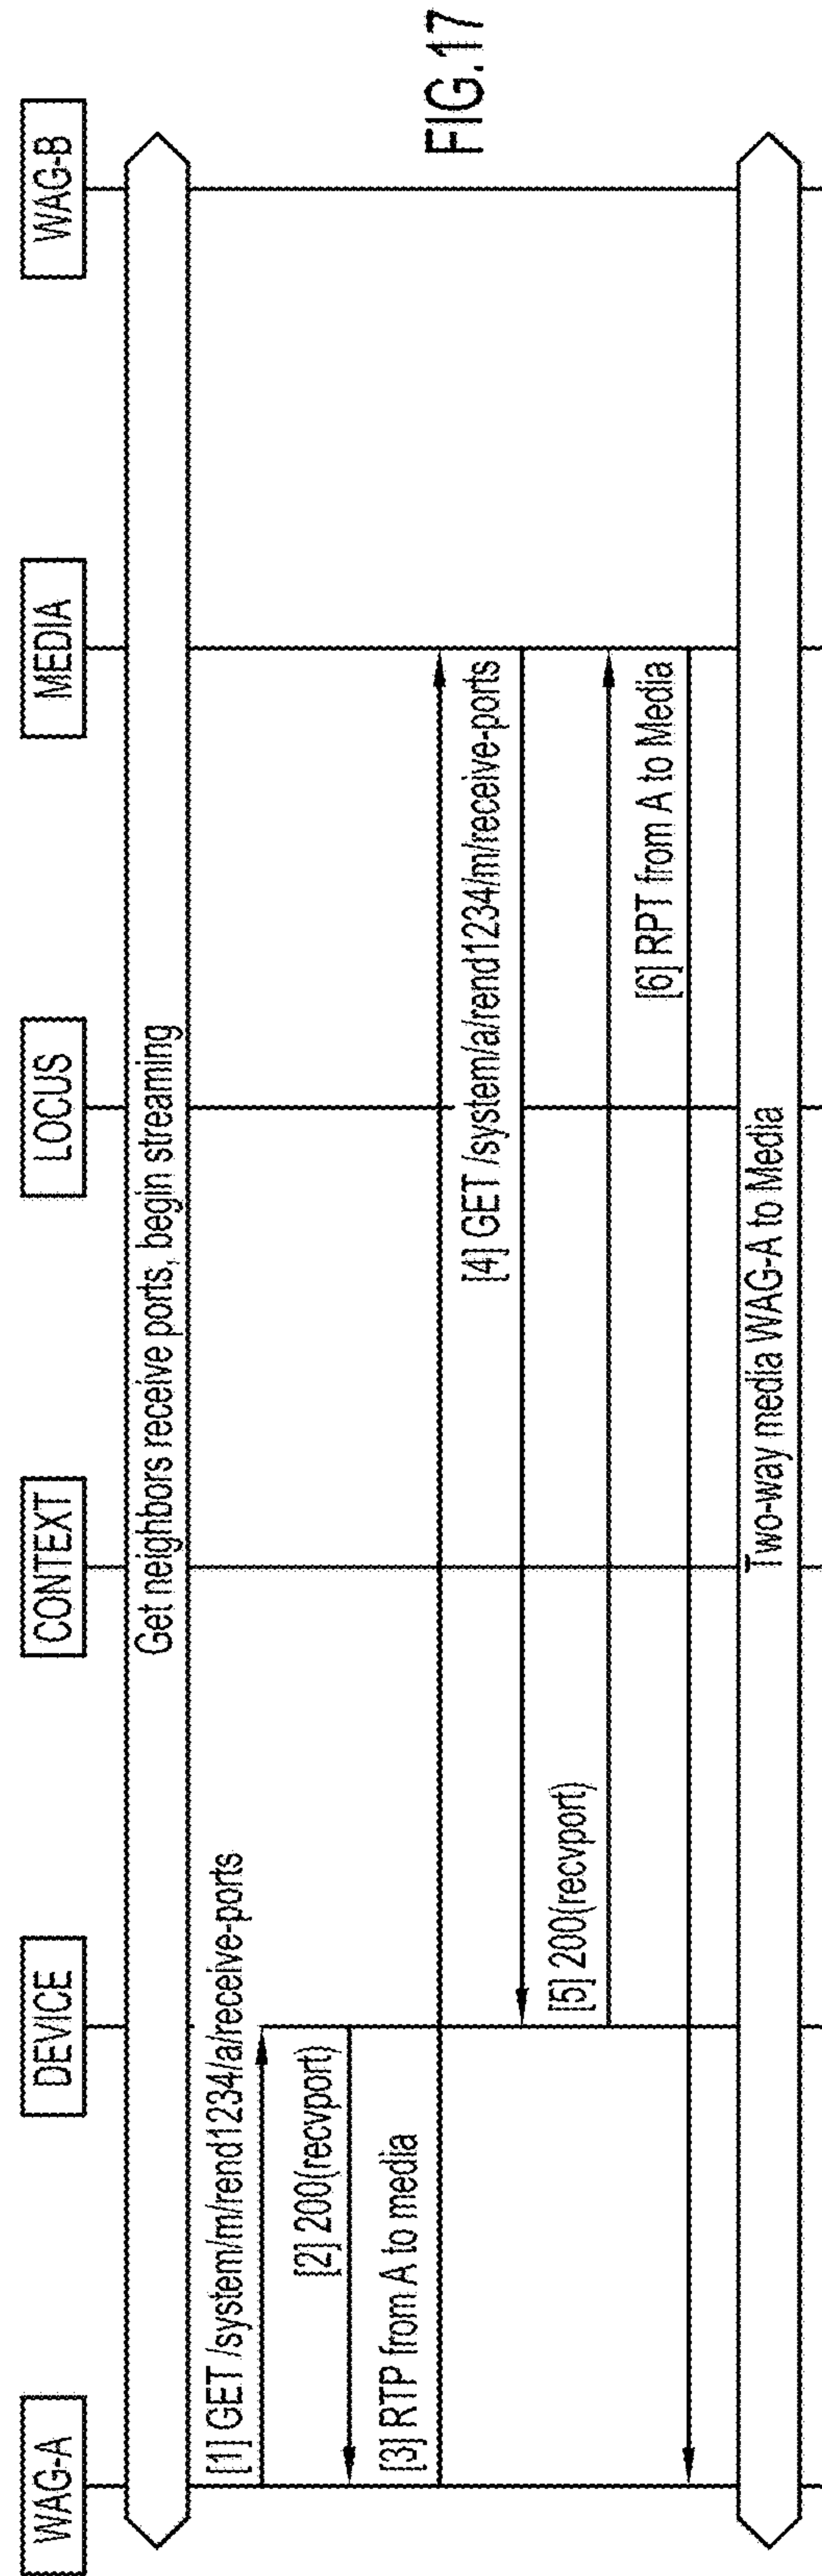 WAG-A
DEVICE
CONTEXT
LOCUS
MEDIA
WAG-B
Get neighbors receive ports, begin streaming
[1] GET /system/m/rend1234/a/receive-ports
[2] 200(recvport)
[3] RTP from A to media
[4] GET /system/a/rend1234/m/receive-ports
[5] 200(recvport)
[6] RPT from A to Media
Two-way media WAG-A to Media
FIG.17